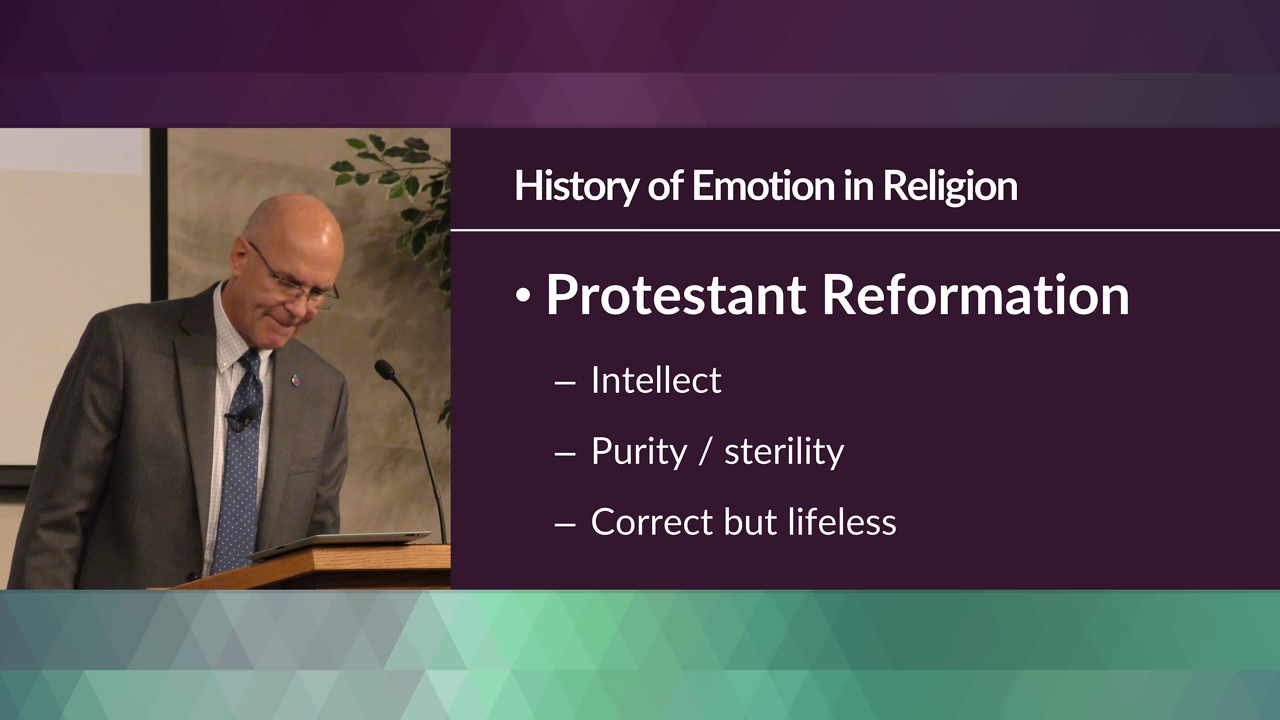 History of Emotion in Religion
• Protestant Reformation
– Intellect
– Purity / sterility
– Correct but lifeless